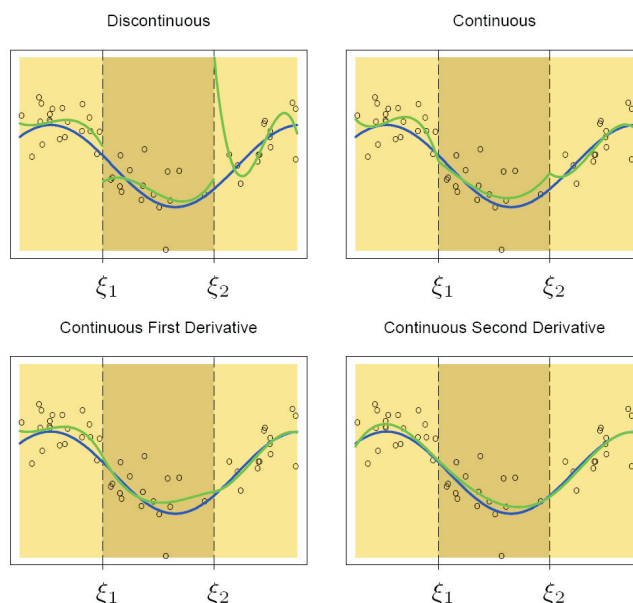 Discontinuous
Continuous
ξ1 ξ2
ξ1 ξ2
Continuous First Derivative
Continuous Second Derivative
ξ1 ξ2
ξ1 ξ2